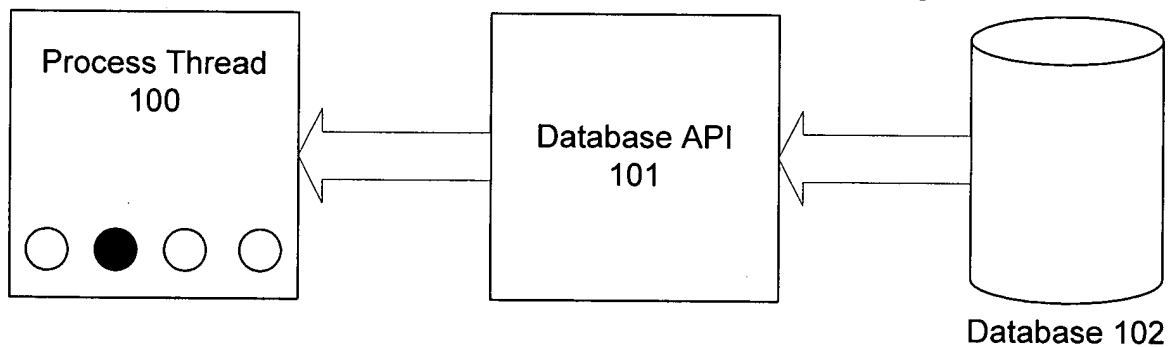 Process Thread
100
Database API
101
Database 102